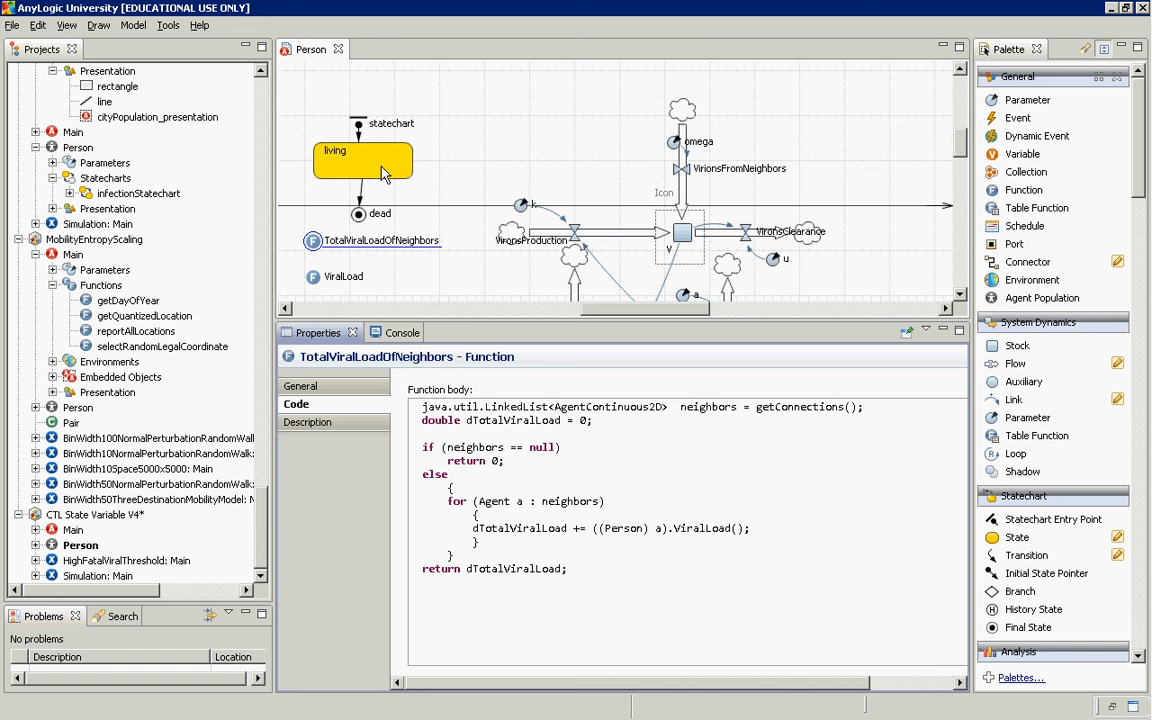 AnyLogic University [EDUCATIONAL USE ONLY]
File Edit View Draw Model Tools Help
Projects
Presentation
rectangle
line
cityPopulation_presentation
Main
Person
Parameters
Statecharts
infectionStatechart
Presentation
Simulation: Main
MobilityEntropyScaling
Main
Parameters
Functions
getDayOfYear
getQuantizedLocation
reportAllLocations
selectRandomLegalCoordinate
Environments
Embedded Objects
Presentation
Person
Pair
BinWidth100NormalPerturbationRandomWalk
BinWidth10NormalPerturbationRandomWalk:
BinWidth10Space5000x5000: Main
BinWidth50NormalPerturbationRandomWalk:
BinWidth50ThreeDestinationMobilityModel: M
CTL State Variable V4*
Main
Person
HighFatalViralThreshold: Main
Simulation: Main
Problems Search
No problems
Description Location
Person
statechart
living
dead
TotalViralLoadOfNeighbors
ViralLoad
omega
VirionsFromNeighbors
Icon
k
VironsProduction
V
VironsClearance
u
a
Properties Console
TotalViralLoadOfNeighbors - Function
General
Code
Description
Function body:
java.util.LinkedList<AgentContinuous2D> neighbors = getConnections();
double dTotalViralLoad = 0;
if (neighbors == null)
return 0;
else
{
for (Agent a : neighbors)
{
dTotalViralLoad += ((Person) a).ViralLoad();
}
}
return dTotalViralLoad;
Palette
General
Parameter
Event
Dynamic Event
Variable
Collection
Function
Table Function
Schedule
Port
Connector
Environment
Agent Population
System Dynamics
Stock
Flow
Auxiliary
Link
Parameter
Table Function
Loop
Shadow
Statechart
Statechart Entry Point
State
Transition
Initial State Pointer
Branch
History State
Final State
Analysis
Palettes...